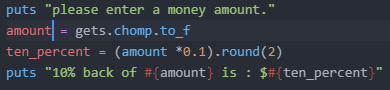 puts "please enter a money amount."
amount = gets.chomp.to_f
ten_percent = (amount *0.1).round(2)
puts "10% back of #{amount} is : $#{ten_percent}"